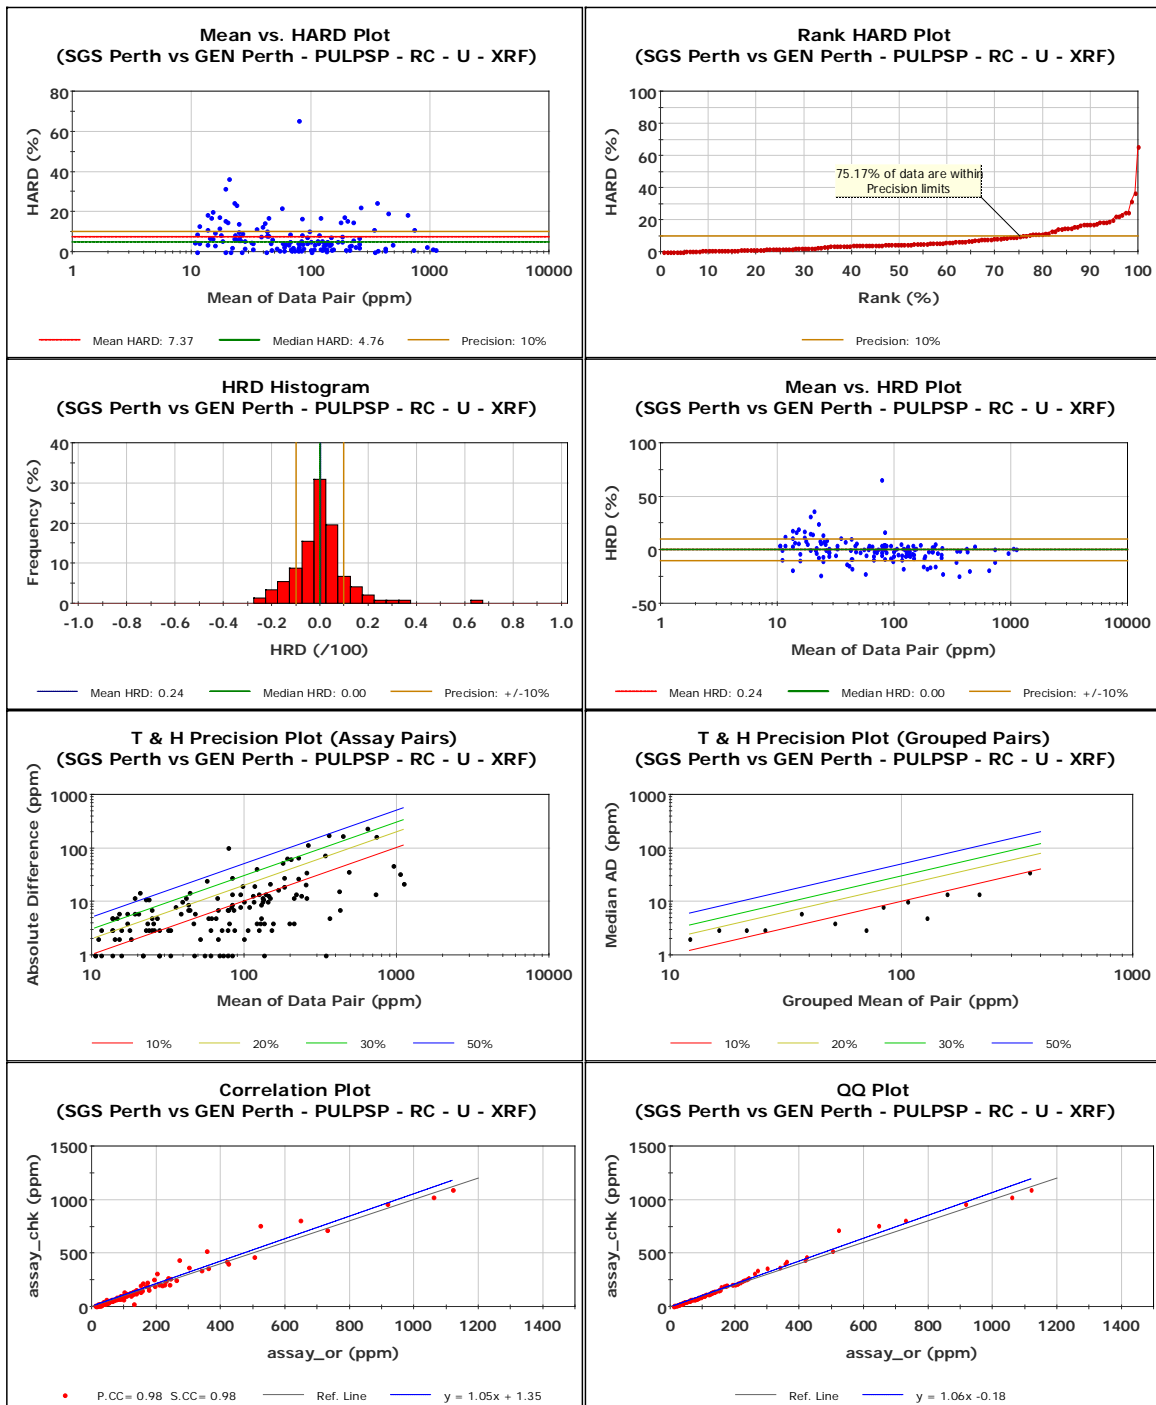 Mean vs. HARD Plot
(SGS Perth vs GEN Perth - PULPSP - RC - U - XRF)
80
60
40
20
0
HARD (%)
1 10 100 1000 10000
Mean of Data Pair (ppm)
Mean HARD: 7.37 Median HARD: 4.76 Precision: 10%
Rank HARD Plot
(SGS Perth vs GEN Perth - PULPSP - RC - U - XRF)
100
80
60
40
20
0
HARD (%)
75.17% of data are within
Precision limits
0 10 20 30 40 50 60 70 80 90 100
Rank (%)
Precision: 10%
HRD Histogram
(SGS Perth vs GEN Perth - PULPSP - RC - U - XRF)
40
30
20
10
0
Frequency (%)
-1.0 -0.8 -0.6 -0.4 -0.2 0.0 0.2 0.4 0.6 0.8 1.0
HRD (/100)
Mean HRD: 0.24 Median HRD: 0.00 Precision: +/-10%
Mean vs. HRD Plot
(SGS Perth vs GEN Perth - PULPSP - RC - U - XRF)
100
50
0
-50
HRD (%)
1 10 100 1000 10000
Mean of Data Pair (ppm)
Mean HRD: 0.24 Median HRD: 0.00 Precision: +/-10%
T & H Precision Plot (Assay Pairs)
(SGS Perth vs GEN Perth - PULPSP - RC - U - XRF)
1000
100
10
1
Absolute Difference (ppm)
10 100 1000 10000
Mean of Data Pair (ppm)
10% 20% 30% 50%
T & H Precision Plot (Grouped Pairs)
(SGS Perth vs GEN Perth - PULPSP - RC - U - XRF)
1000
100
10
1
Median AD (ppm)
10 100 1000
Grouped Mean of Pair (ppm)
10% 20% 30% 50%
Correlation Plot
(SGS Perth vs GEN Perth - PULPSP - RC - U - XRF)
1500
1000
500
0
assay_chk (ppm)
0 200 400 600 800 1000 1200 1400
assay_or (ppm)
P.CC= 0.98 S.CC= 0.98 Ref. Line y = 1.05x + 1.35
QQ Plot
(SGS Perth vs GEN Perth - PULPSP - RC - U - XRF)
1500
1000
500
0
assay_chk (ppm)
0 200 400 600 800 1000 1200 1400
assay_or (ppm)
Ref. Line y = 1.06x -0.18